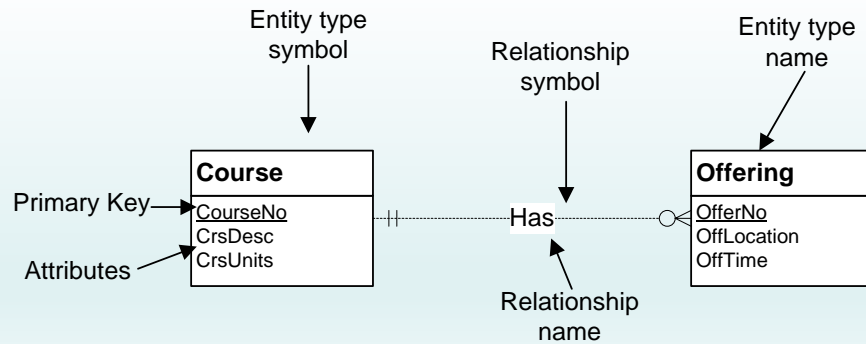 Entity type
symbol
Relationship
symbol
Entity type
name
Course
CourseNo
CrsDesc
CrsUnits
Primary Key
Attributes
Has
Offering
OfferNo
OffLocation
OffTime
Relationship
name